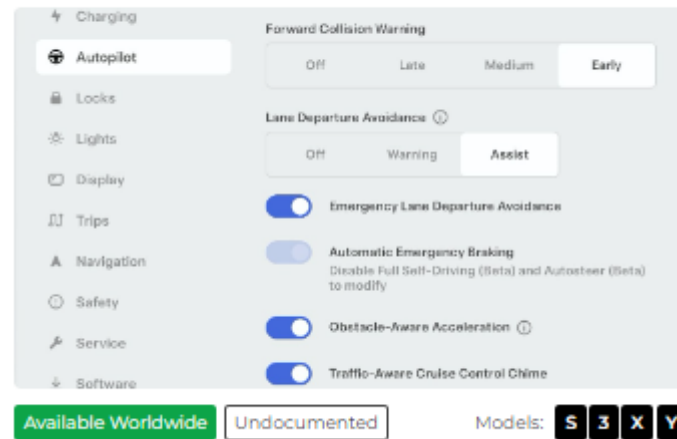 Charging
Autopilot
Locks
Lights
Display
Trips
Navigation
Safety
Service
Software
Forward Collision Warning
Off Late Medium Early
Lane Departure Avoidance
Off Warning Assist
Emergency Lane Departure Avoidance
Automatic Emergency Braking
Disable Full Self-Driving (Beta) and Autosteer (Beta)
to modify
Obstacle-Aware Acceleration
Traffic-Aware Cruise Control Chime
Available Worldwide Undocumented Models: S 3 X Y